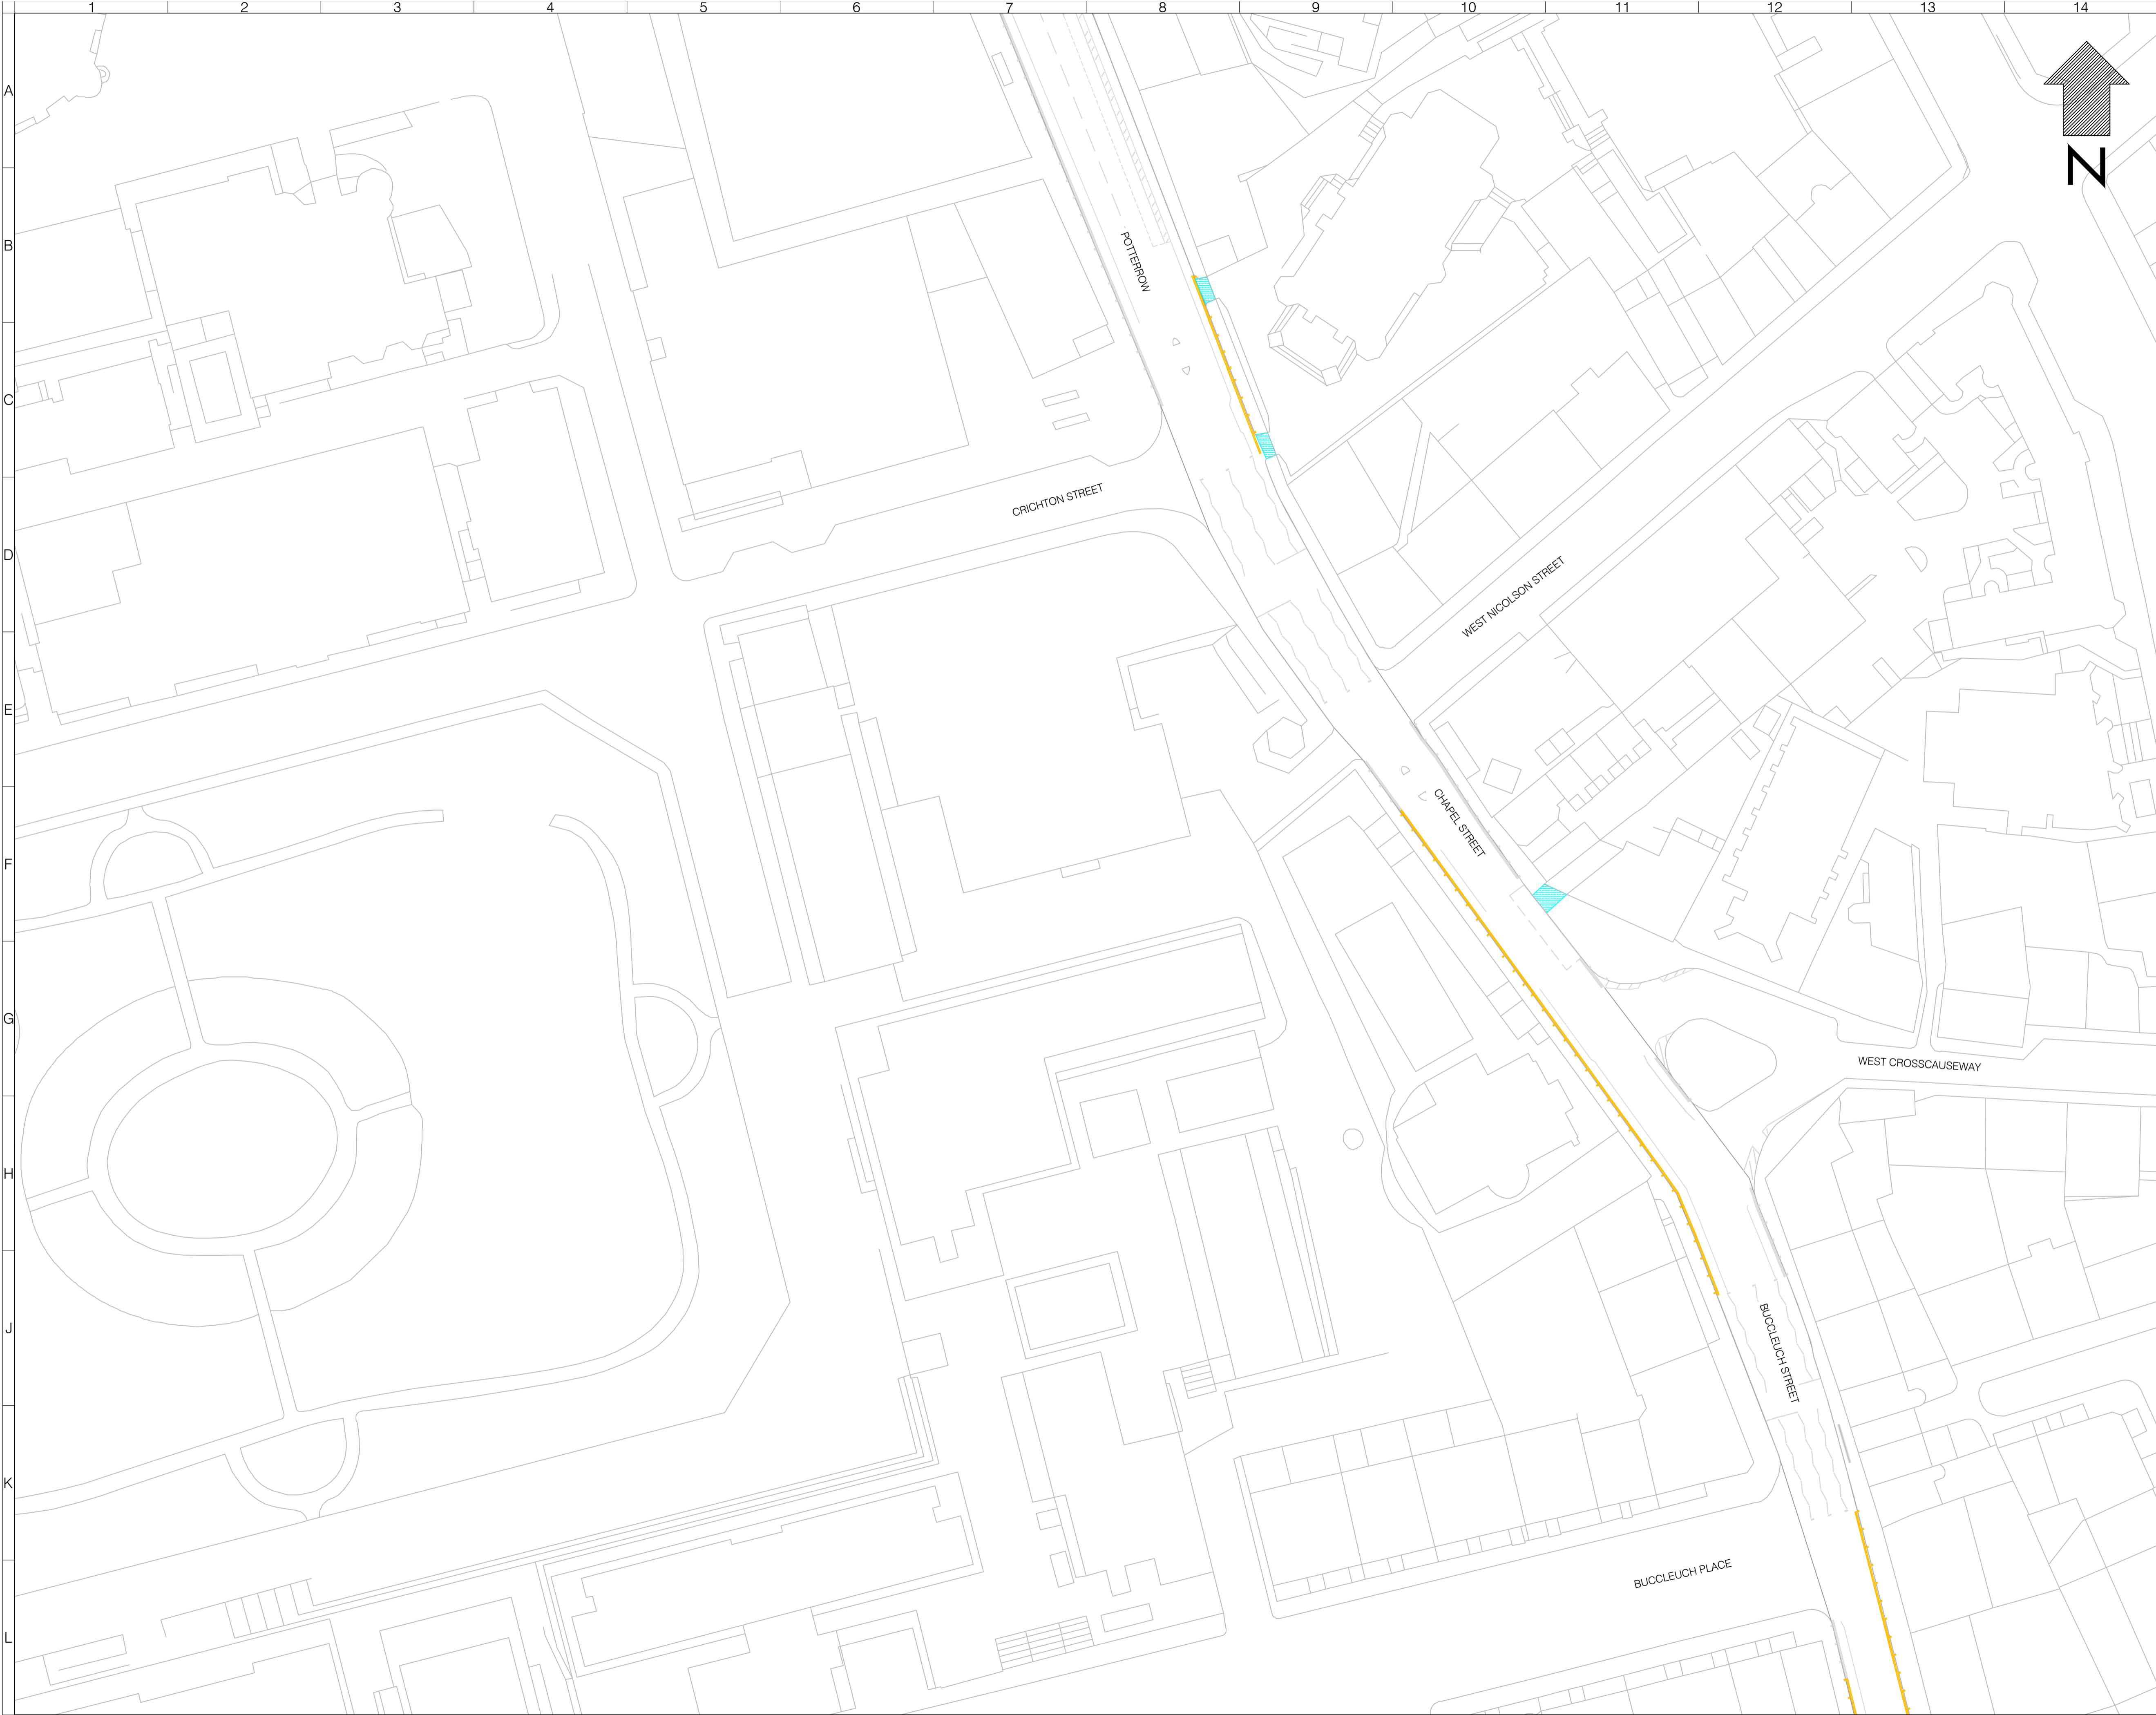 1 2 3 4 5 6 7 8 9 10 11 12 13 14
A
N
B
POTTERROW
C
CRICHTON STREET
D
WEST NICOLSON STREET
E
CHAPEL STREET
F
G
WEST CROSSCAUSEWAY
H
J
BUCCLEUCH STREET
K
BUCCLEUCH PLACE
L